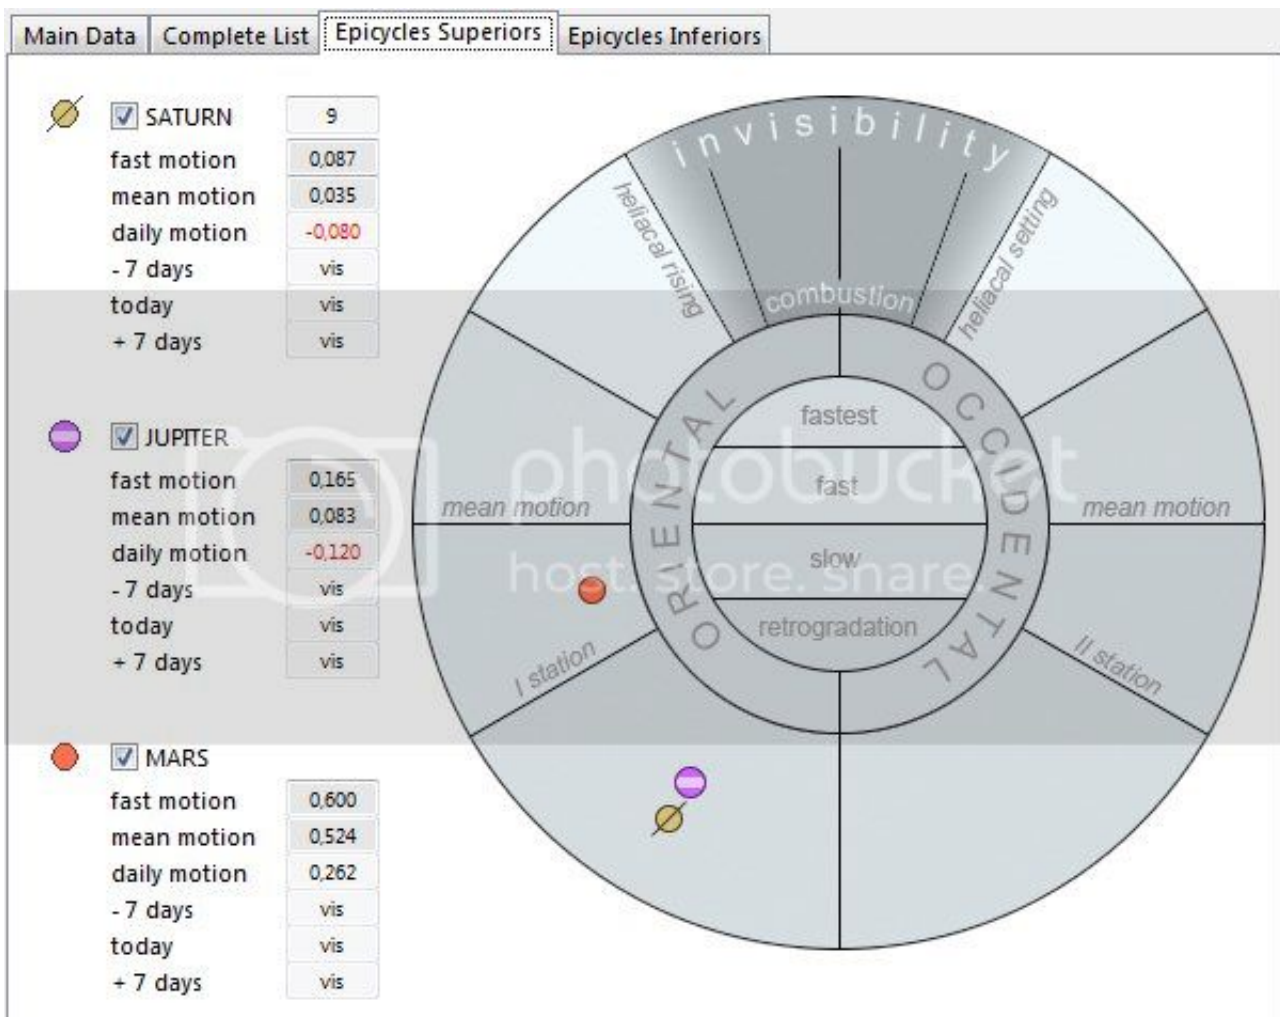 Main Data Complete List Epicycles Superiors Epicycles Inferiors
SATURN 9
fast motion 0,087
mean motion 0,035
daily motion -0,080
- 7 days vis
today vis
+ 7 days vis
JUPITER
fast motion 0,165
mean motion 0,083
daily motion -0,120
- 7 days vis
today vis
+ 7 days vis
MARS
fast motion 0,600
mean motion 0,524
daily motion 0,262
- 7 days vis
today vis
+ 7 days vis
invisibility
heliacal rising
combustion
heliacal setting
ORIENTAL
OCCIDENTAL
fastest
fast
slow
retrogradation
mean motion
mean motion
I station
II station
photobucket
host. store. share.